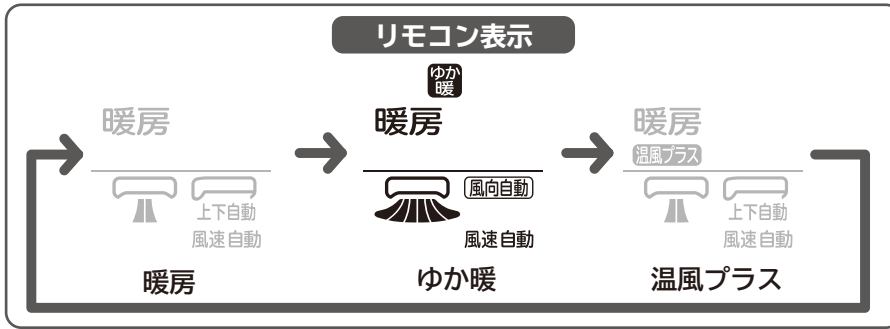 リモコン表示
ゆか
暖
暖房
暖房
暖房
温風プラス
風向自動
上下自動
上下自動
風速自動
風速自動
風速自動
暖房
ゆか暖
温風プラス